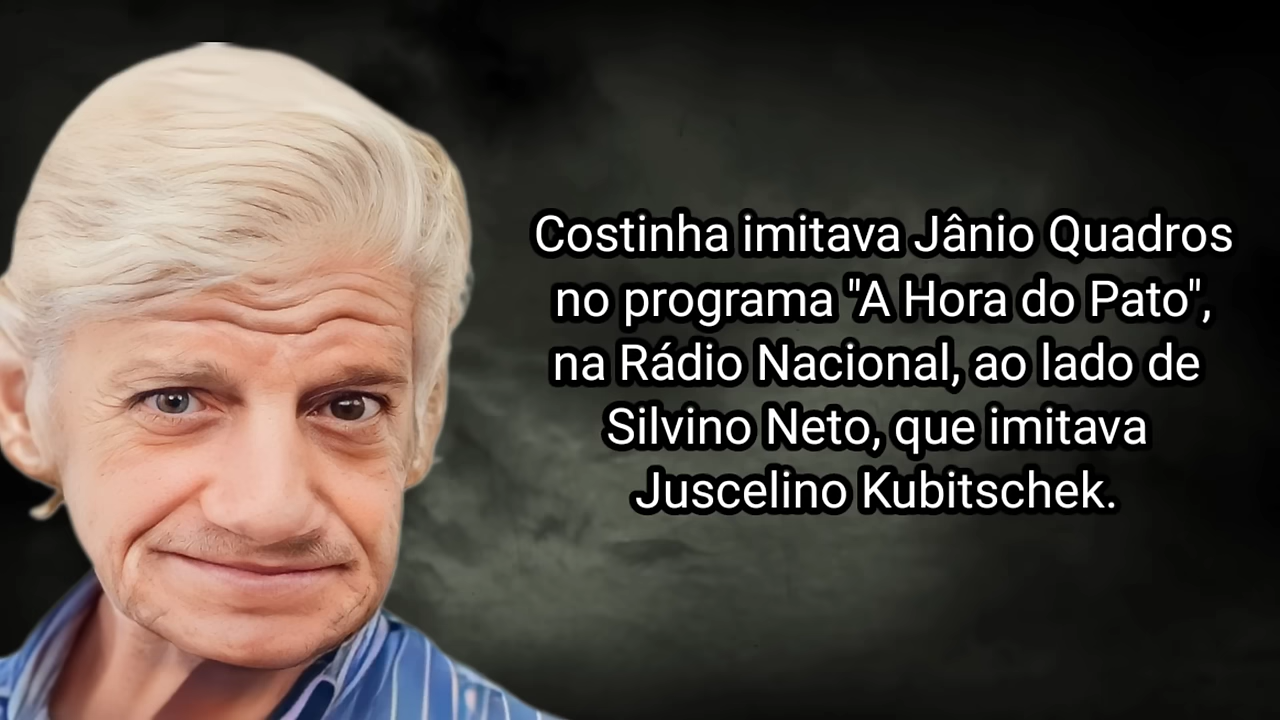 Costinha imitava Jânio Quadros
no programa "A Hora do Pato",
na Rádio Nacional, ao lado de
Silvino Neto, que imitava
Juscelino Kubitschek.